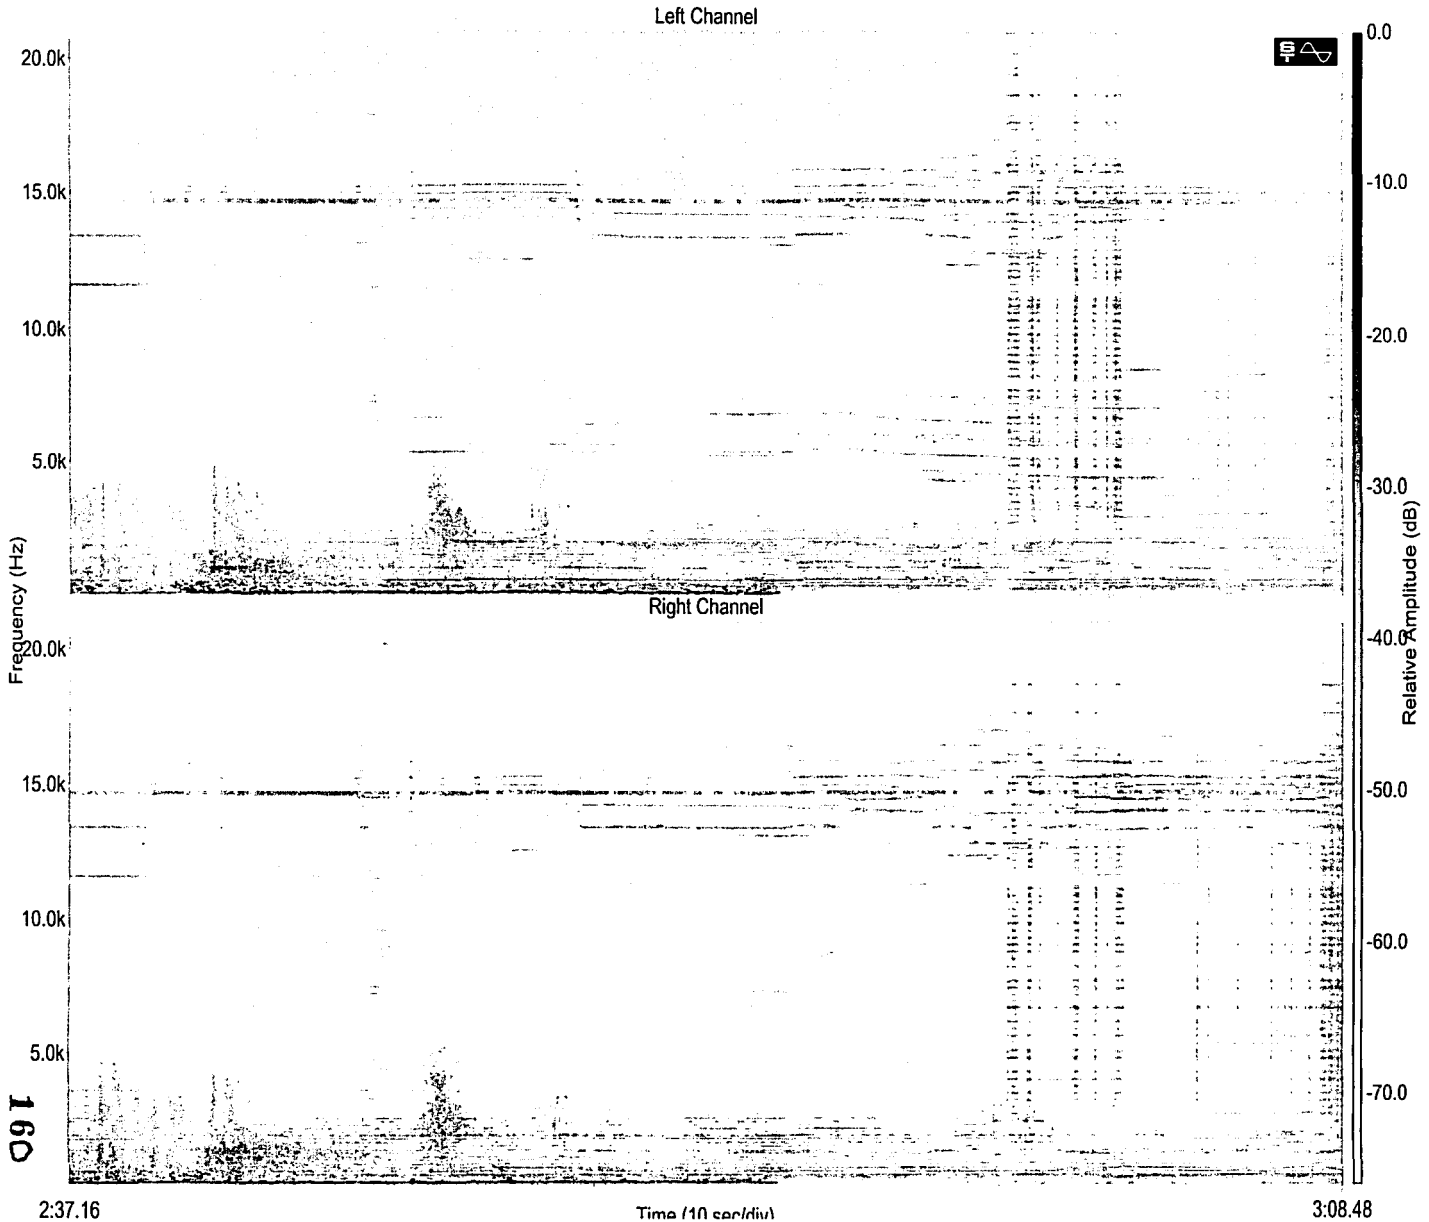 Left Channel
20.0k
15.0k
10.0k
5.0k
0.0
-10.0
-20.0
-30.0
-40.0
-50.0
-60.0
-70.0
Relative Amplitude (dB)
Frequency (Hz)
Right Channel
20.0k
15.0k
10.0k
5.0k
160
2:37.16
Time (10 sec/div)
3:08.48